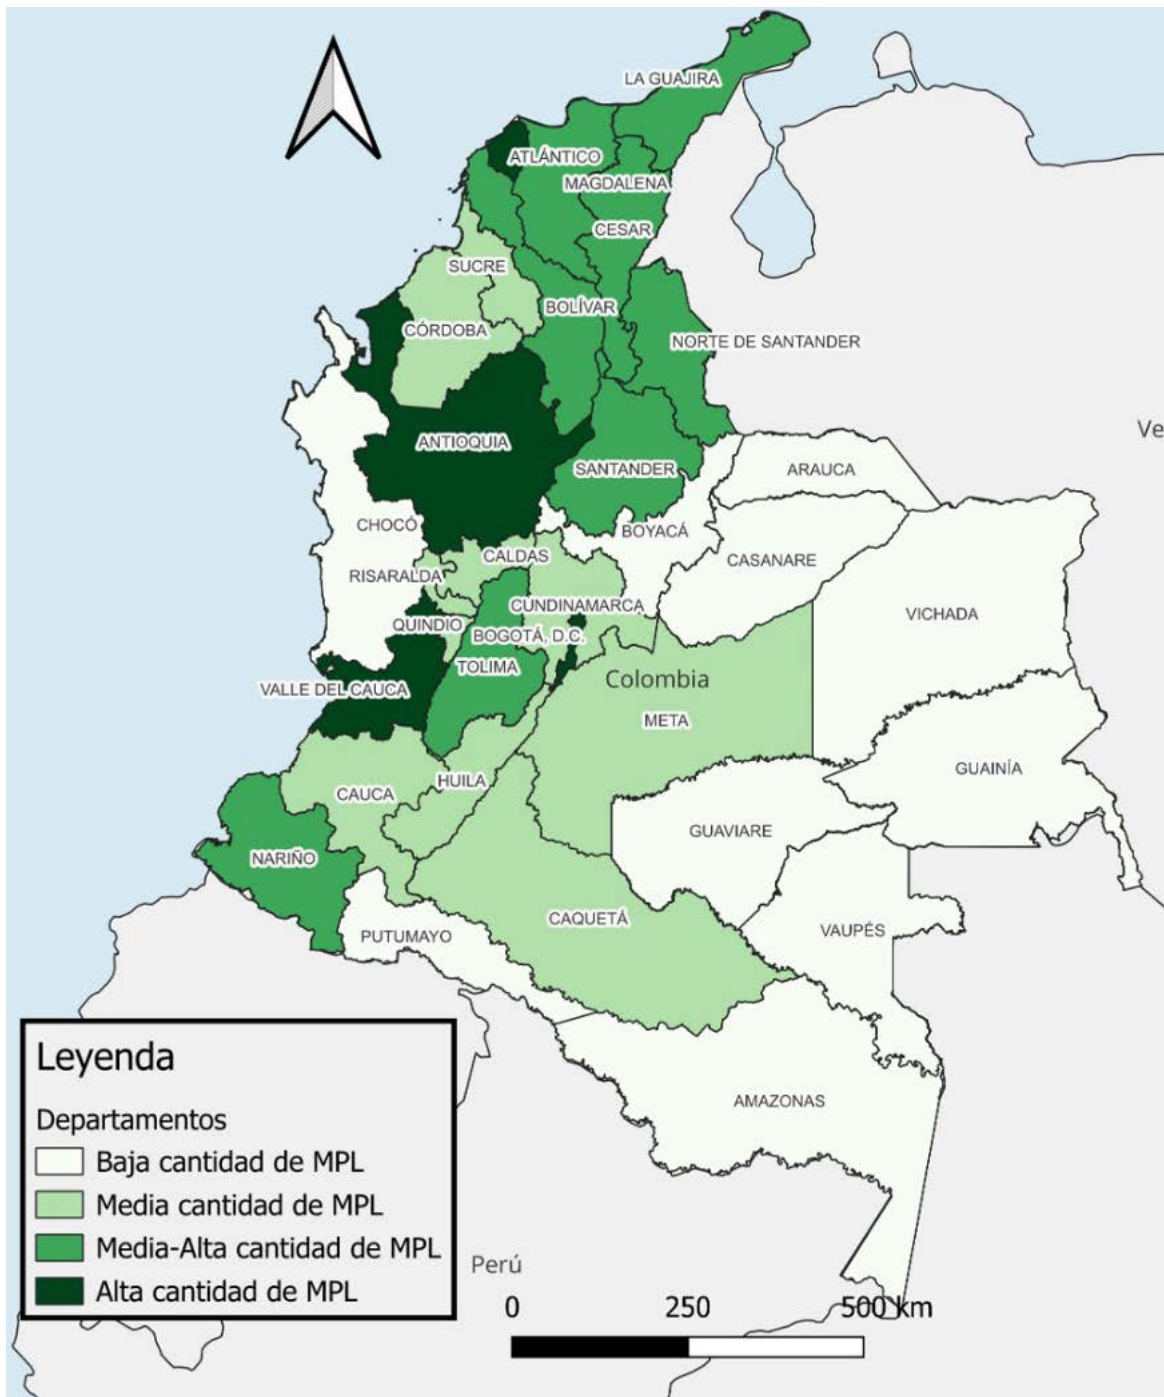 LA GUAJIRA
ATLÁNTICO
MAGDALENA
CESAR
SUCRE
BOLÍVAR
CÓRDOBA
NORTE DE SANTANDER
Ve
ANTIOQUIA
SANTANDER
ARAUCA
CHOCÓ
BOYACÁ
CALDAS
CASANARE
RISARALDA
CUNDINAMARCA
VICHADA
QUINDIO
BOGOTÁ, D.C.
TOLIMA
Colombia
VALLE DEL CAUCA
META
GUAINÍA
HUILA
CAUCA
GUAVIARE
NARIÑO
CAQUETÁ
VAUPÉS
PUTUMAYO
AMAZONAS
Leyenda
Departamentos
Baja cantidad de MPL
Media cantidad de MPL
Media-Alta cantidad de MPL
Alta cantidad de MPL
Perú
0 250 500 km